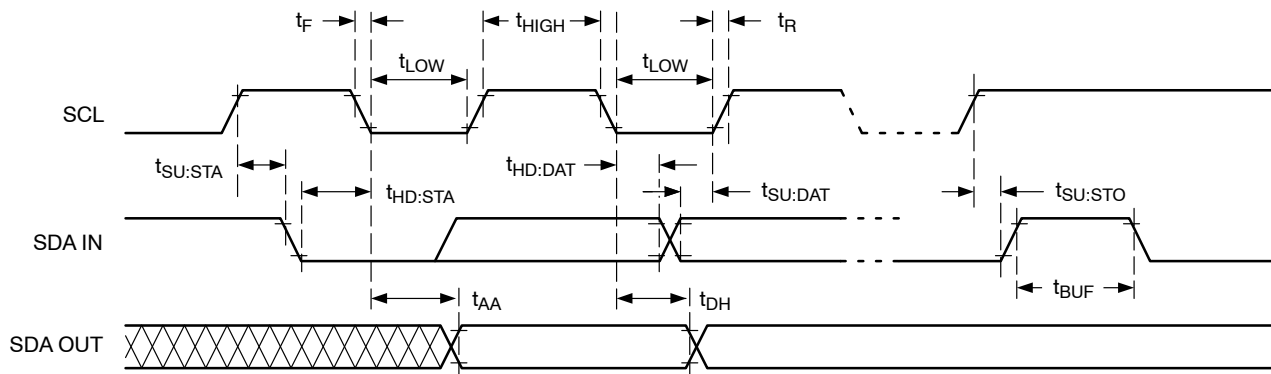 tF
tHIGH
tR
tLOW
tLOW
SCL
tSU:STA
tHD:STA
tHD:DAT
tSU:DAT
tSU:STO
SDA IN
tBUF
tAA
tDH
SDA OUT